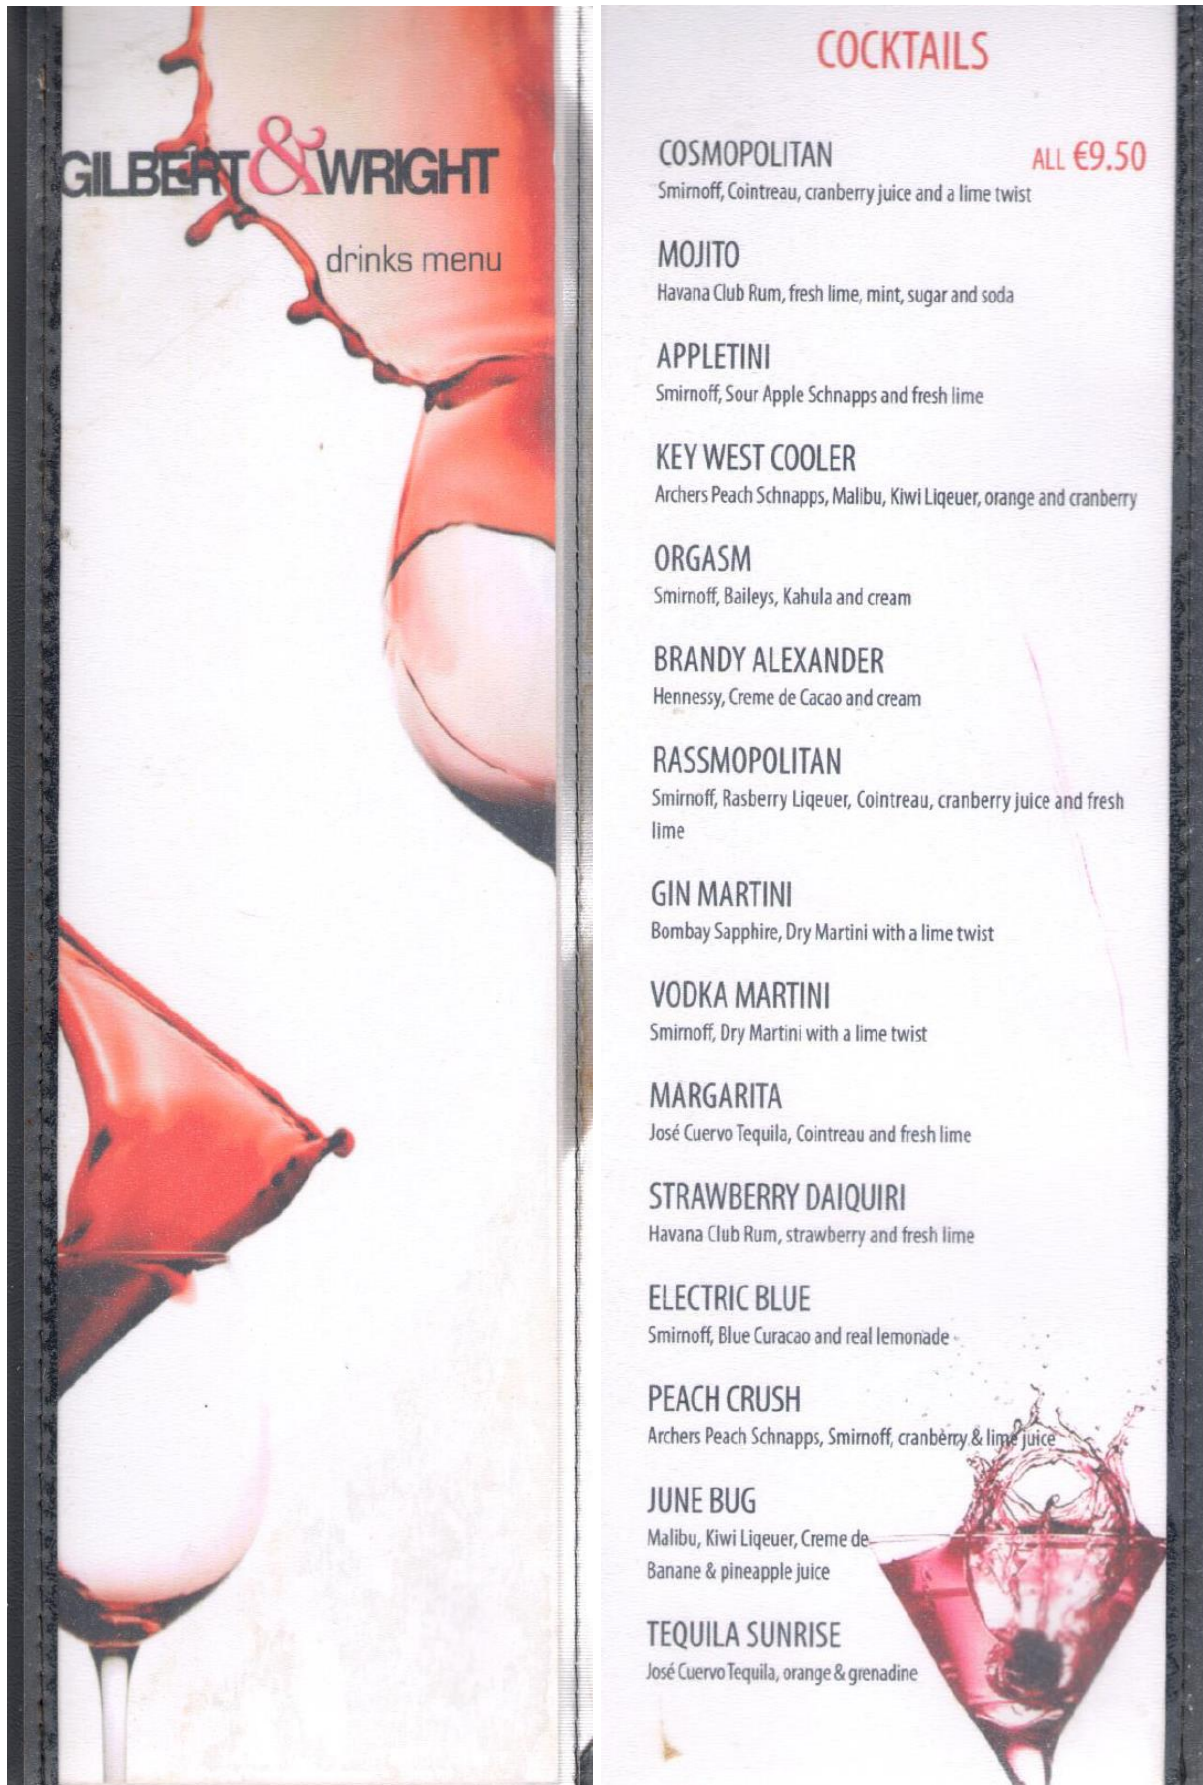 GILBERT&WRIGHT
drinks menu
COCKTAILS
COSMOPOLITAN ALL €9.50
Smirnoff, Cointreau, cranberry juice and a lime twist
MOJITO
Havana Club Rum, fresh lime, mint, sugar and soda
APPLETINI
Smirnoff, Sour Apple Schnapps and fresh lime
KEY WEST COOLER
Archers Peach Schnapps, Malibu, Kiwi Liqeuer, orange and cranberry
ORGASM
Smirnoff, Baileys, Kahula and cream
BRANDY ALEXANDER
Hennessy, Creme de Cacao and cream
RASSMOPOLITAN
Smirnoff, Rasberry Liqeuer, Cointreau, cranberry juice and fresh
lime
GIN MARTINI
Bombay Sapphire, Dry Martini with a lime twist
VODKA MARTINI
Smirnoff, Dry Martini with a lime twist
MARGARITA
José Cuervo Tequila, Cointreau and fresh lime
STRAWBERRY DAIQUIRI
Havana Club Rum, strawberry and fresh lime
ELECTRIC BLUE
Smirnoff, Blue Curacao and real lemonade
PEACH CRUSH
Archers Peach Schnapps, Smirnoff, cranberry & lime juice
JUNE BUG
Malibu, Kiwi Liqeuer, Creme de
Banane & pineapple juice
TEQUILA SUNRISE
José Cuervo Tequila, orange & grenadine